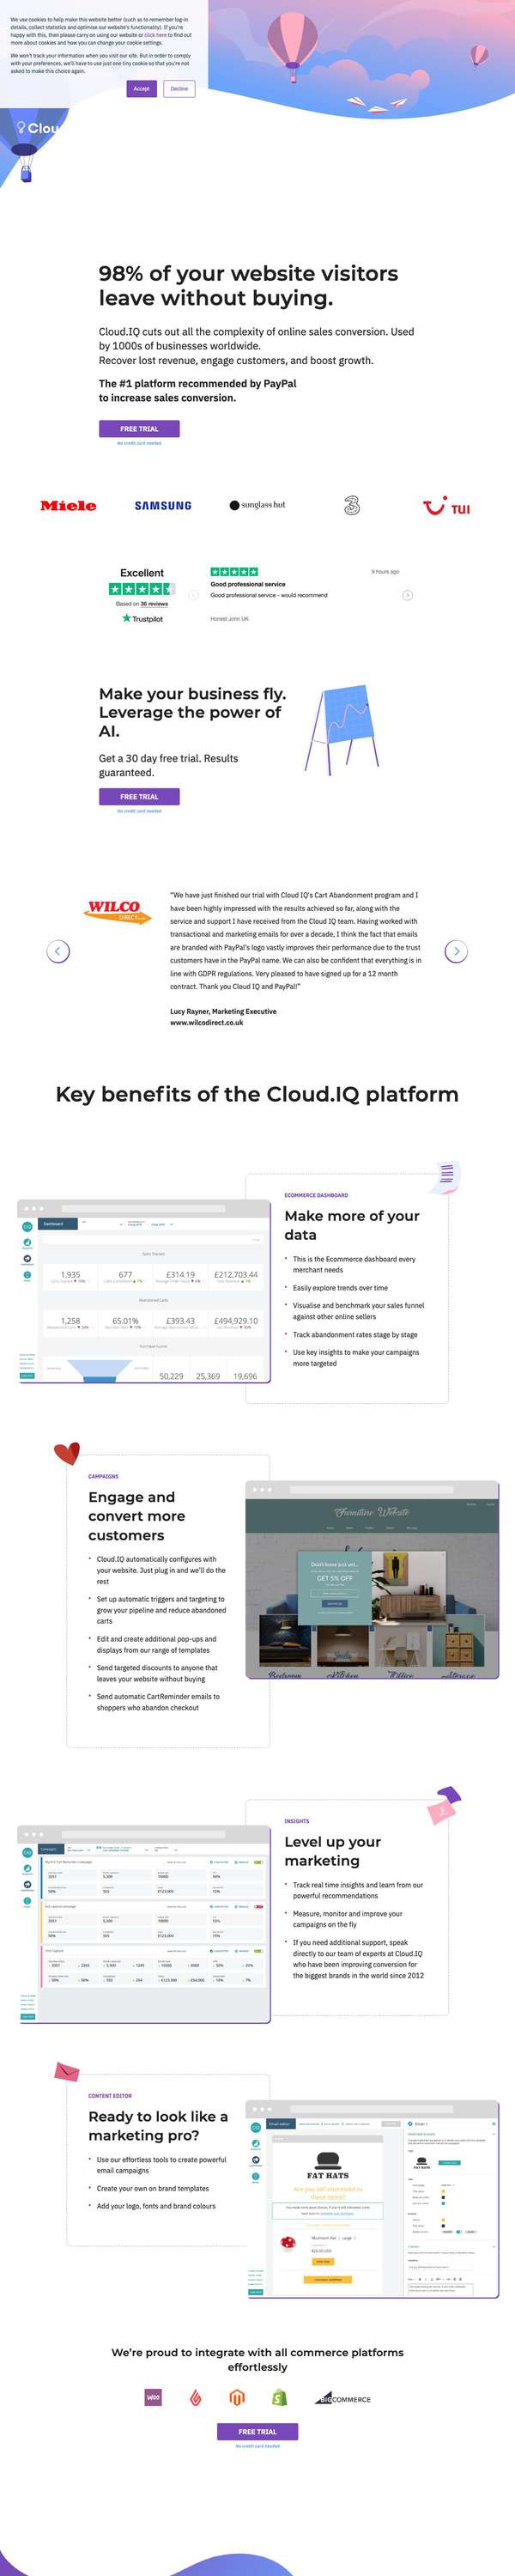 We use cookies to help make this website better (such as to remember log-in
details, collect statistics and optimise our website's functionality). If you're
happy with this, then please carry on using our website or click here to find out
more about cookies and how you can change your cookie settings.
We won't track your information when you visit our site. But in order to comply
with your preferences, we'll have to use just one tiny cookie so that you're not
asked to make this choice again.
Accept
Decline
98% of your website visitors
leave without buying.
Cloud.IQ cuts out all the complexity of online sales conversion. Used
by 1000s of businesses worldwide.
Recover lost revenue, engage customers, and boost growth.
The #1 platform recommended by PayPal
to increase sales conversion.
FREE TRIAL
No credit card needed
Miele
SAMSUNG
sunglass hut
3
TUI
Excellent
Based on 36 reviews
Trustpilot
9 hours ago
Good professional service
Good professional service - would recommend
Honest John UK
Make your business fly.
Leverage the power of
AI.
Get a 30 day free trial. Results
guaranteed.
FREE TRIAL
No credit card needed
WILCO
DIRECT
"We have just finished our trial with Cloud IQ's Cart Abandonment program and I
have been highly impressed with the results achieved so far, along with the
service and support I have received from the Cloud IQ team. Having worked with
transactional and marketing emails for over a decade, I think the fact that emails
are branded with PayPal's logo vastly improves their performance due to the trust
customers have in the PayPal name. We can also be confident that everything is in
line with GDPR regulations. Very pleased to have signed up for a 12 month
contract. Thank you Cloud IQ and PayPal!"
Lucy Rayner, Marketing Executive
www.wilcodirect.co.uk
Key benefits of the Cloud.IQ platform
ECOMMERCE DASHBOARD
Make more of your
data
• This is the Ecommerce dashboard every
merchant needs
• Easily explore trends over time
• Visualise and benchmark your sales funnel
against other online sellers
• Track abandonment rates stage by stage
• Use key insights to make your campaigns
more targeted
Dashboard
1,935
677
£314.19
£212,703.44
Abandoned Carts
1,258
65.01%
£393.43
£494,929.10
50,229
25,369
19,696
CAMPAIGNS
Engage and
convert more
customers
• Cloud.IQ automatically configures with
your website. Just plug in and we'll do the
rest
• Set up automatic triggers and targeting to
grow your pipeline and reduce abandoned
carts
• Edit and create additional pop-ups and
displays from our range of templates
• Send targeted discounts to anyone that
leaves your website without buying
• Send automatic CartReminder emails to
shoppers who abandon checkout
Furniture Website
Don't leave just yet...
GET 5% OFF
Bedroom
Kitchen
Office
Storage
INSIGHTS
Level up your
marketing
• Track real time insights and learn from our
powerful recommendations
• Measure, monitor and improve your
campaigns on the fly
• If you need additional support, speak
directly to our team of experts at Cloud.IQ
who have been improving conversion for
the biggest brands in the world since 2012
CONTENT EDITOR
Ready to look like a
marketing pro?
• Use our effortless tools to create powerful
email campaigns
• Create your own on brand templates
• Add your logo, fonts and brand colours
FAT HATS
Are you still interested in
these items?
We're proud to integrate with all commerce platforms
effortlessly
WOO
BIGCOMMERCE
FREE TRIAL
No credit card needed